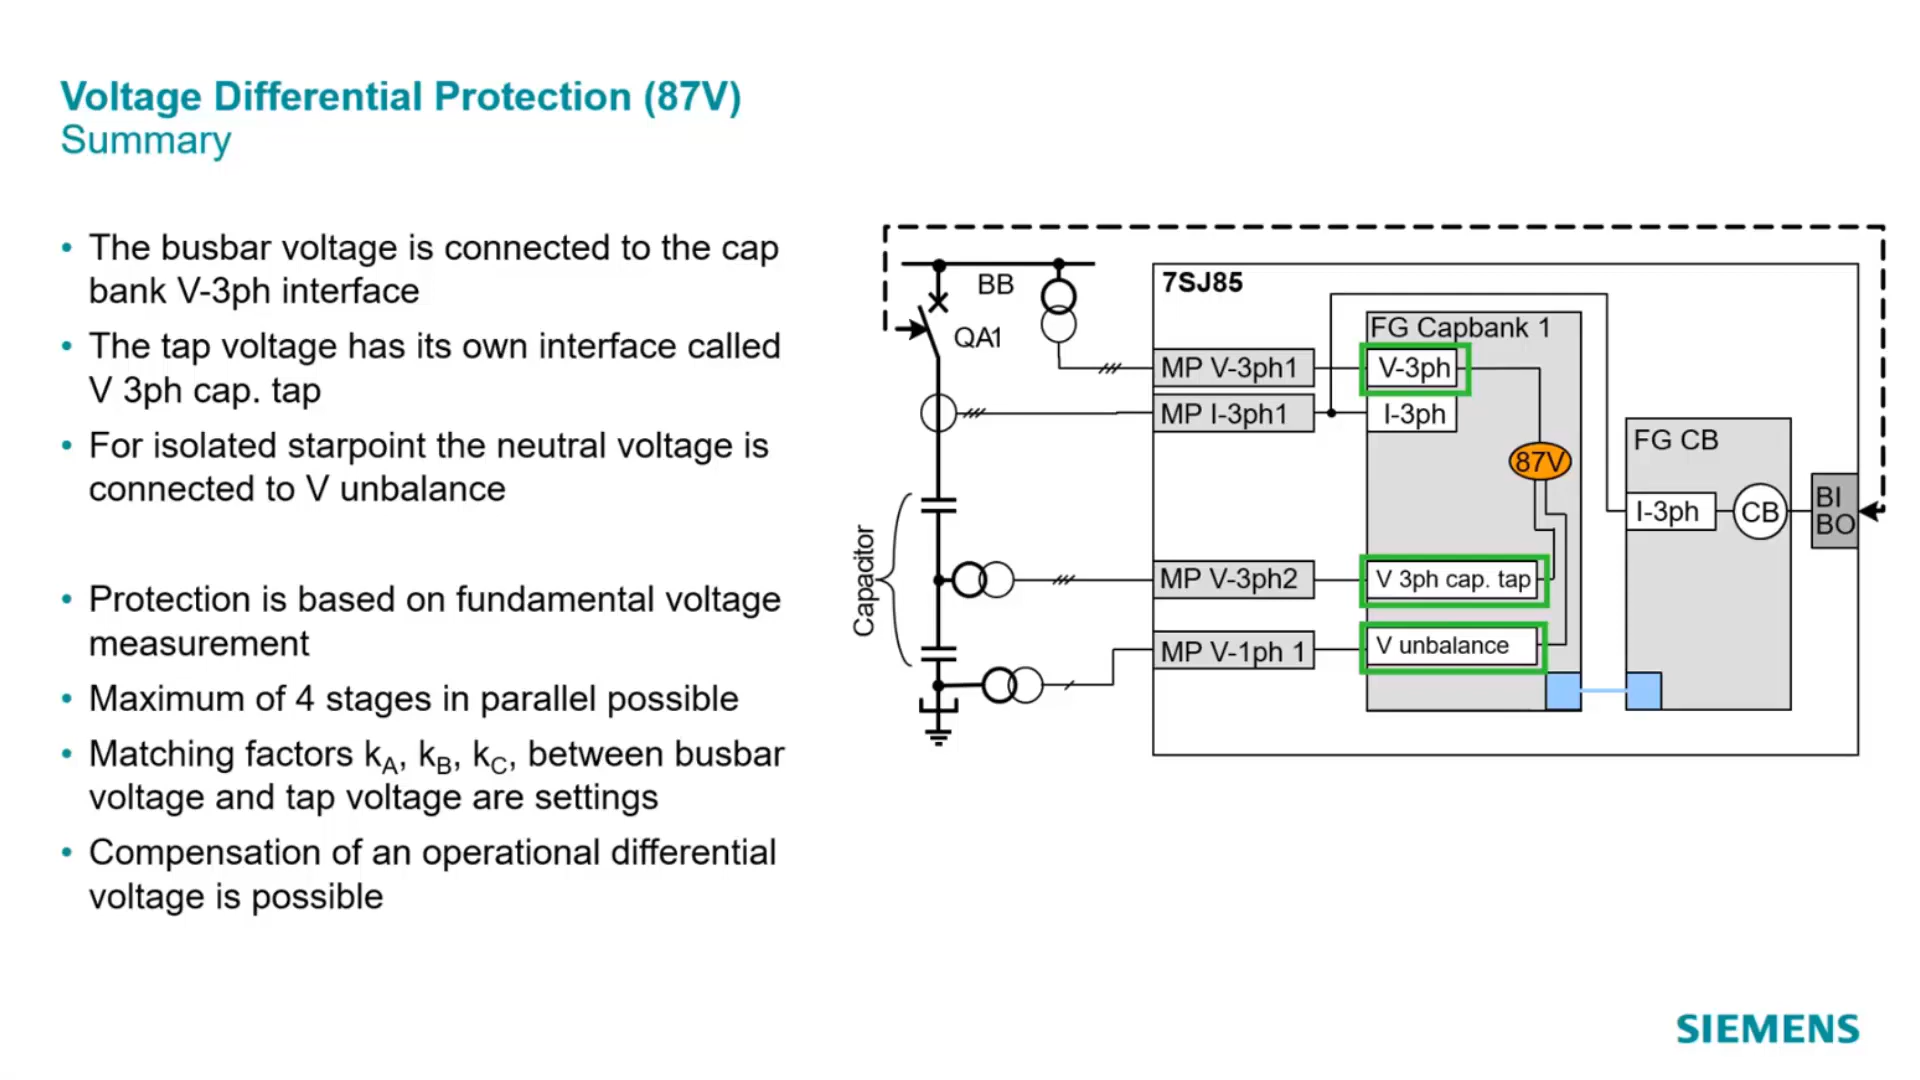 Voltage Differential Protection (87V)
Summary
• The busbar voltage is connected to the cap
bank V-3ph interface
• The tap voltage has its own interface called
V 3ph cap. tap
• For isolated starpoint the neutral voltage is
connected to V unbalance
• Protection is based on fundamental voltage
measurement
• Maximum of 4 stages in parallel possible
• Matching factors kA, kB, kC, between busbar
voltage and tap voltage are settings
• Compensation of an operational differential
voltage is possible
BB
QA1
Capacitor
7SJ85
MP V-3ph1
MP I-3ph1
MP V-3ph2
MP V-1ph 1
FG Capbank 1
V-3ph
I-3ph
87V
V 3ph cap. tap
V unbalance
FG CB
I-3ph
CB
BI
BO
SIEMENS